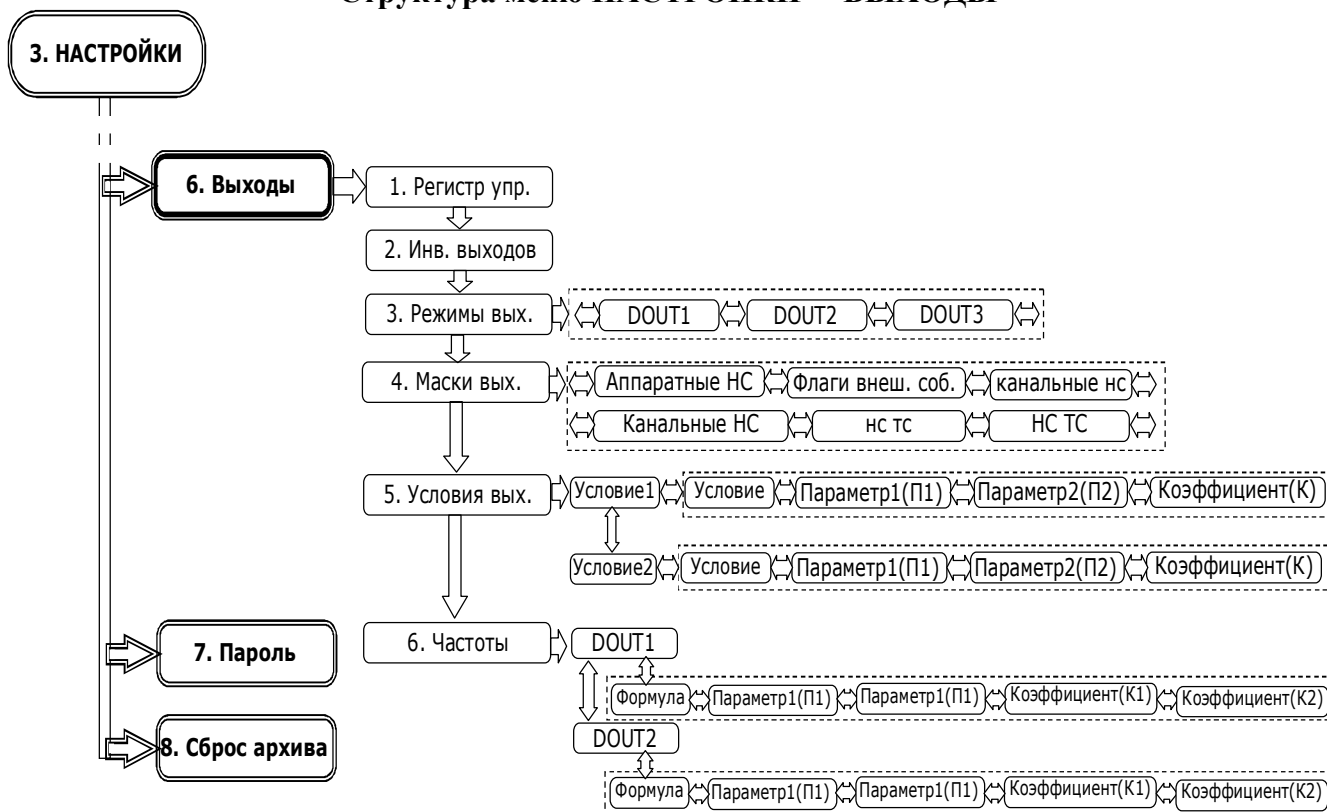 Структура меню НАСТРОЙКИ – ВЫХОДЫ
3. НАСТРОЙКИ
6. Выходы
1. Регистр упр.
2. Инв. выходов
3. Режимы вых.
DOUT1 DOUT2 DOUT3
4. Маски вых.
Аппаратные НС Флаги внеш. соб. канальные нс
Канальные НС нс тс НС ТС
5. Условия вых.
Условие1 Условие Параметр1(П1) Параметр2(П2) Коэффициент(К)
Условие2 Условие Параметр1(П1) Параметр2(П2) Коэффициент(К)
6. Частоты
DOUT1
Формула Параметр1(П1) Параметр1(П1) Коэффициент(К1) Коэффициент(К2)
DOUT2
Формула Параметр1(П1) Параметр1(П1) Коэффициент(К1) Коэффициент(К2)
7. Пароль
8. Сброс архива